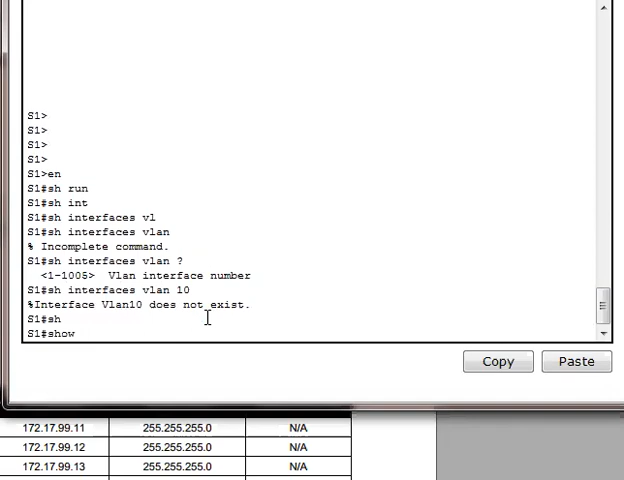 S1>
S1>
S1>
S1>
S1>en
S1#sh run
S1#sh int
S1#sh interfaces vl
S1#sh interfaces vlan
% Incomplete command.
S1#sh interfaces vlan ?
<1-1005>  Vlan interface number
S1#sh interfaces vlan 10
%Interface Vlan10 does not exist.
S1#sh
S1#show
Copy Paste
172.17.99.11 255.255.255.0 N/A
172.17.99.12 255.255.255.0 N/A
172.17.99.13 255.255.255.0 N/A